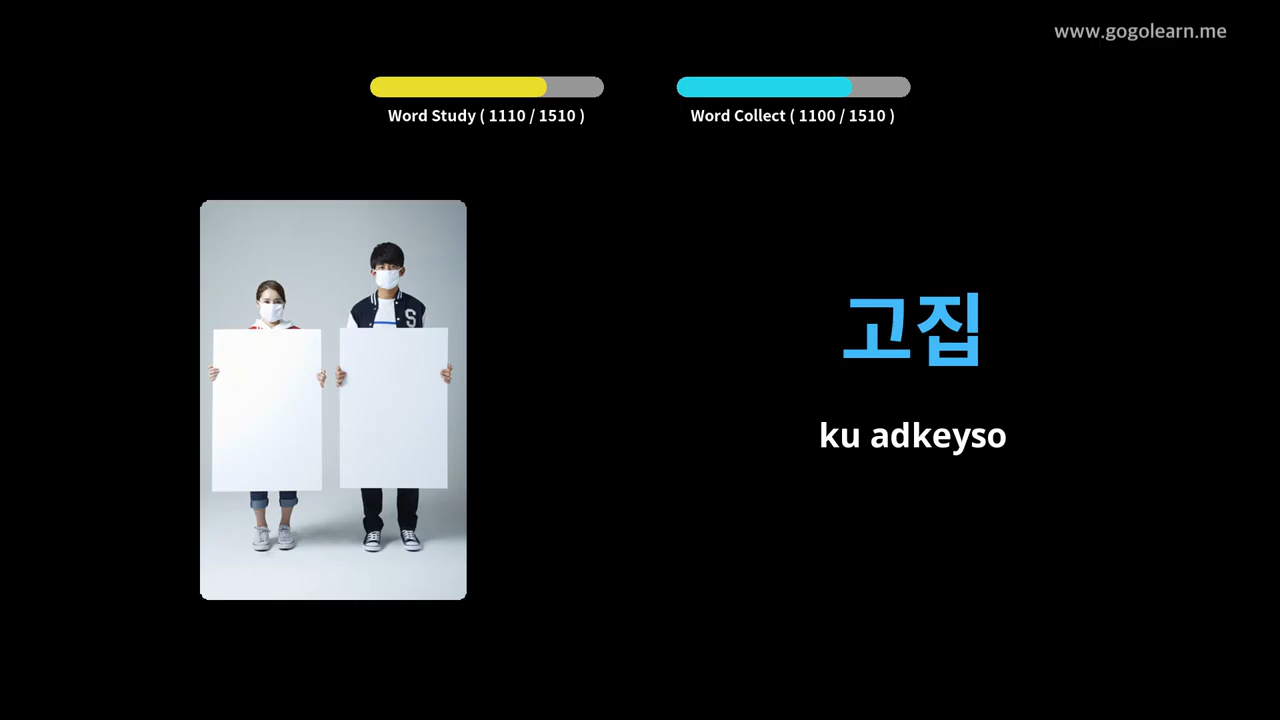 www.gogolearn.me
Word Study ( 1110 / 1510 )
Word Collect ( 1100 / 1510 )
S
고집
ku adkeyso